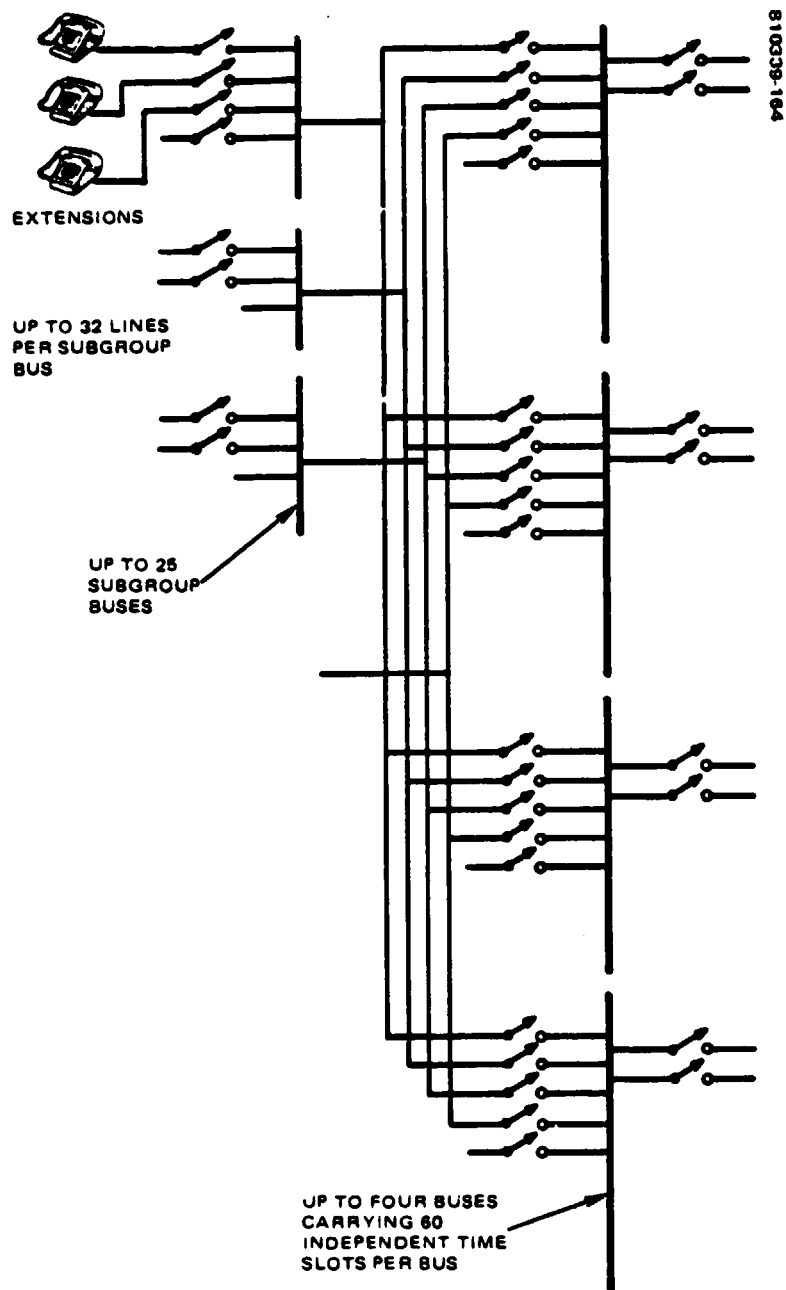 810339-164
EXTENSIONS
UP TO 32 LINES
PER SUBGROUP
BUS
UP TO 25
SUBGROUP
BUSES
UP TO FOUR BUSES
CARRYING 60
INDEPENDENT TIME
SLOTS PER BUS